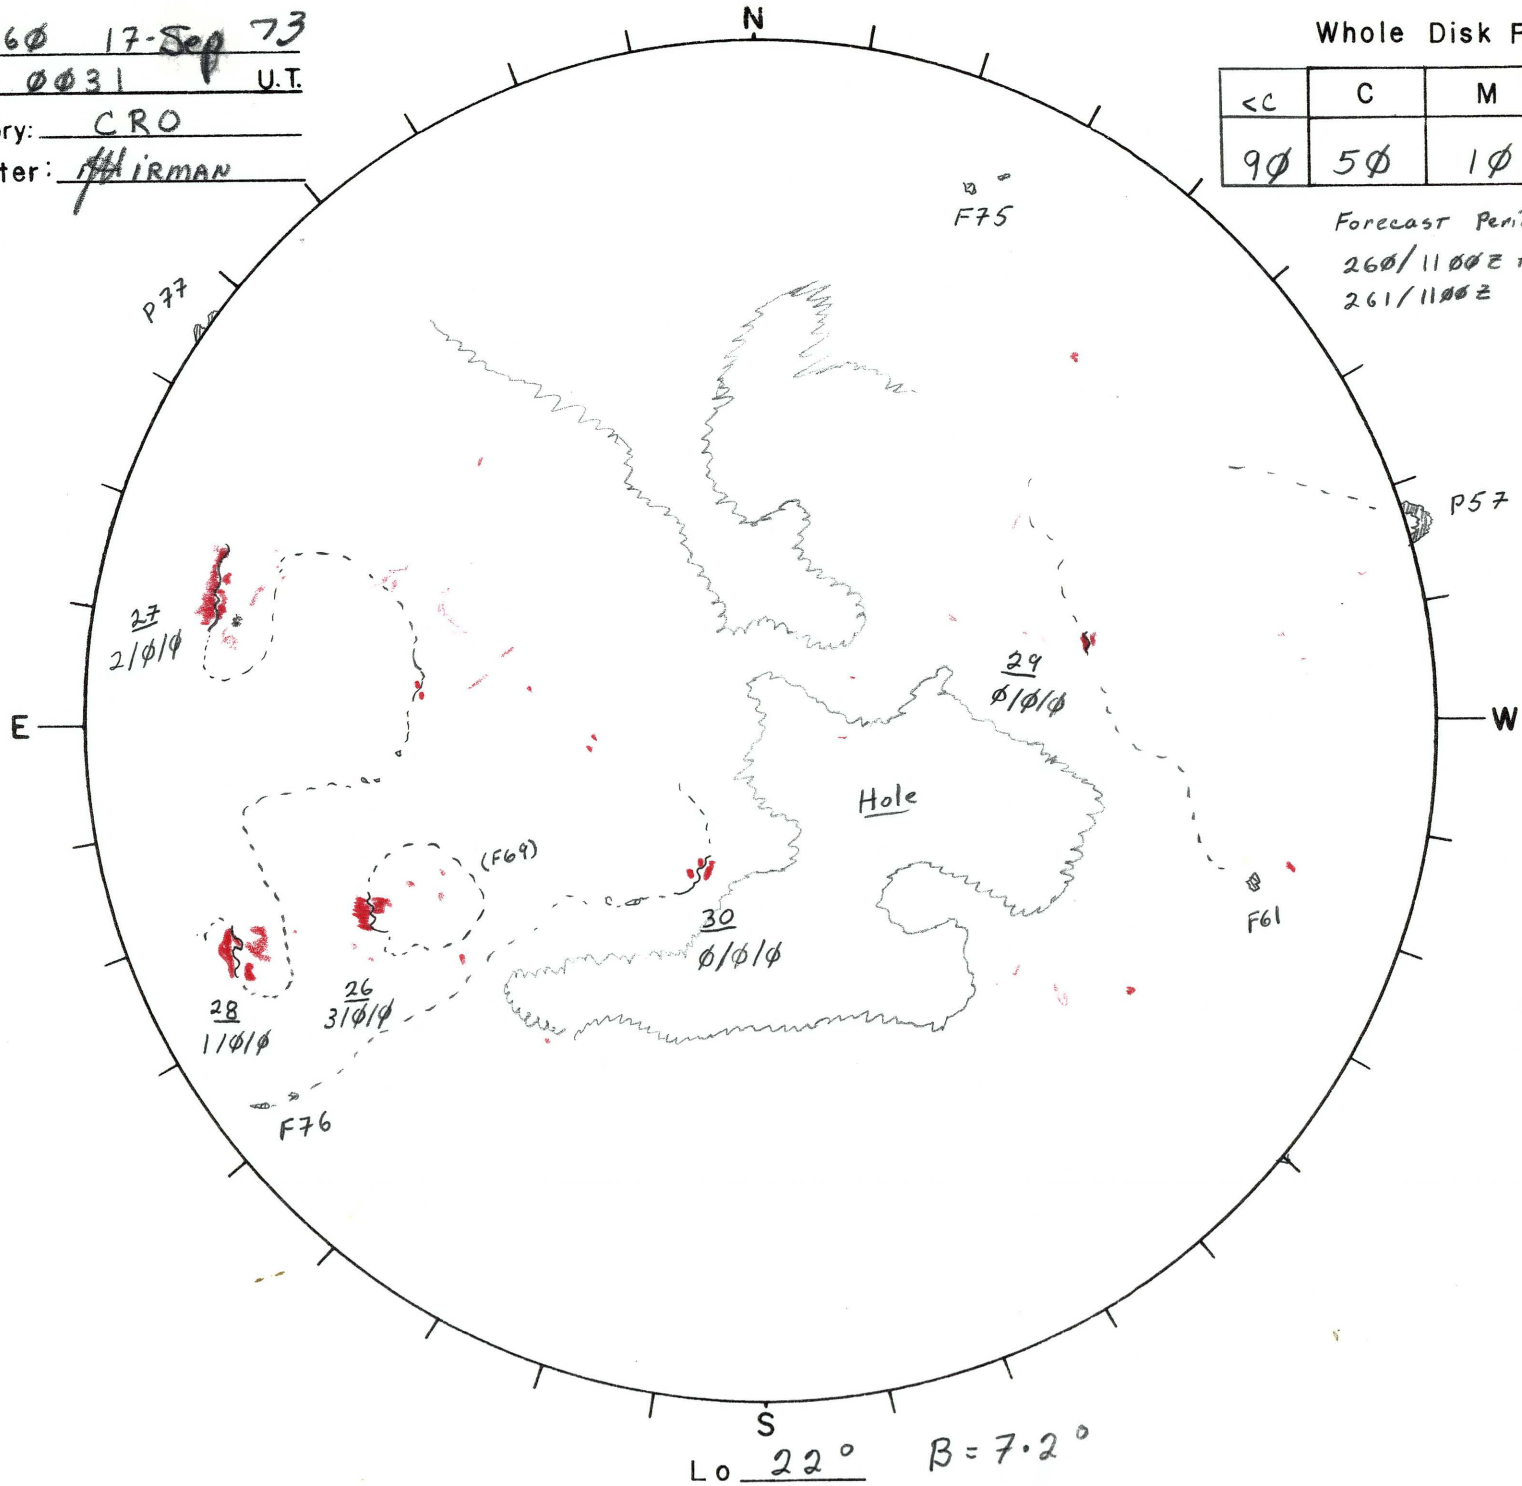 6Ø 17-Sep 73
ØØ31 U.T.
ry: CRO
ter: HIRMAN
N
Whole Disk F
<C C M
9Ø 5Ø 1Ø
Forecast Peri
26Ø/11ØØZ
261/11ØØZ
F75
P77
P57
27
2/Ø/Ø
29
Ø/Ø/Ø
E
W
Hole
(F69)
F61
30
Ø/Ø/Ø
26
3/Ø/Ø
28
1/Ø/Ø
F76
S
Lo 22° B=7.2°